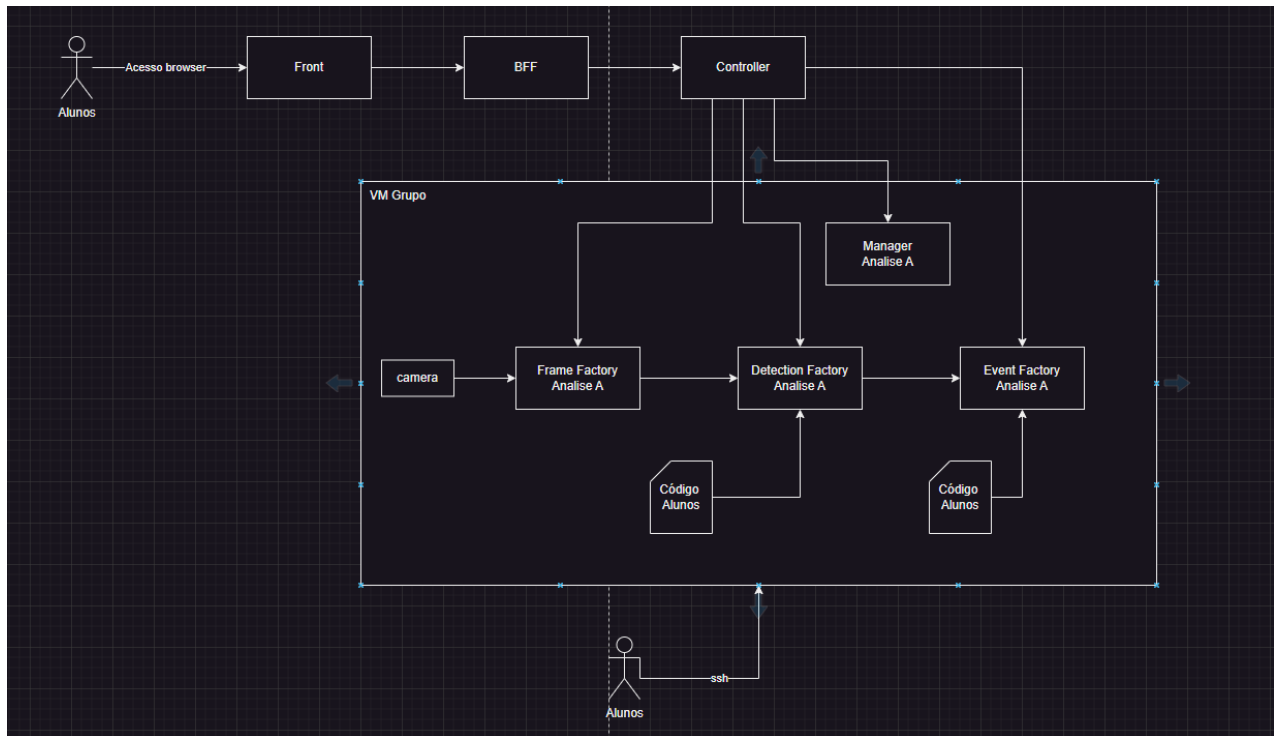 Acesso browser
Front
BFF
Controller
Alunos
VM Grupo
Manager
Analise A
camera
Frame Factory
Analise A
Detection Factory
Analise A
Event Factory
Analise A
Código
Alunos
Código
Alunos
ssh
Alunos